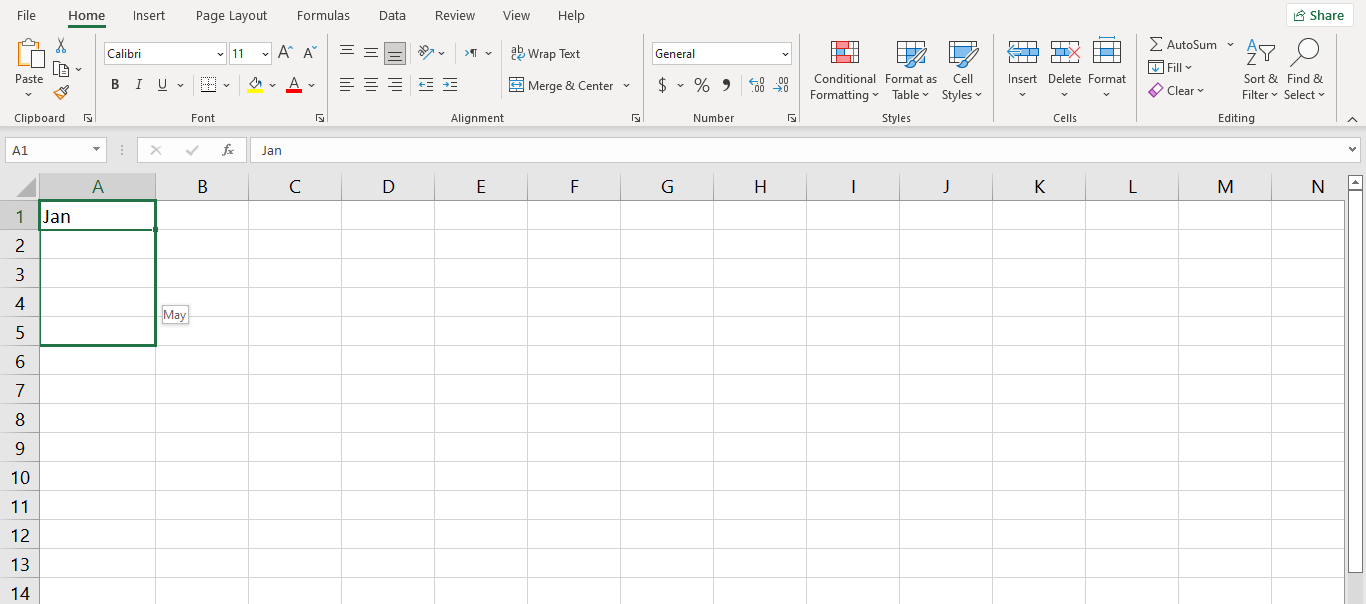 File Home Insert Page Layout Formulas Data Review View Help Share
Paste
Clipboard
Calibri 11 A A
B I U A
Font
ab Wrap Text
Merge & Center
Alignment
General
$ %
Number
Conditional Formatting
Format as Table
Cell Styles
Styles
Insert Delete Format
Cells
AutoSum
Fill
Clear
Sort & Filter
Find & Select
Editing
A1 fx Jan
A B C D E F G H I J K L M N
1 Jan
2
3
4
May
5
6
7
8
9
10
11
12
13
14